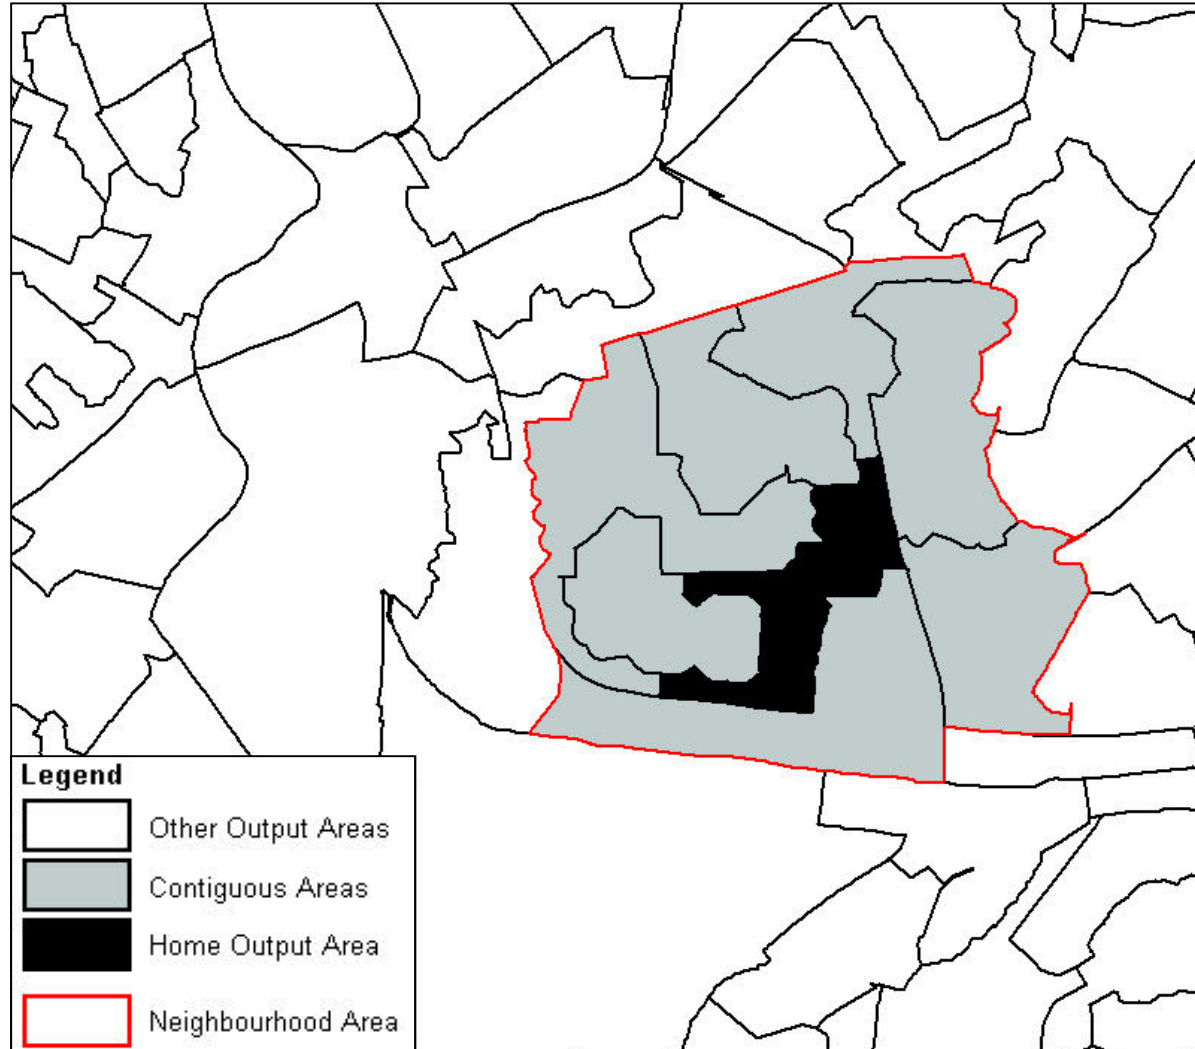 Legend
Other Output Areas
Contiguous Areas
Home Output Area
Neighbourhood Area